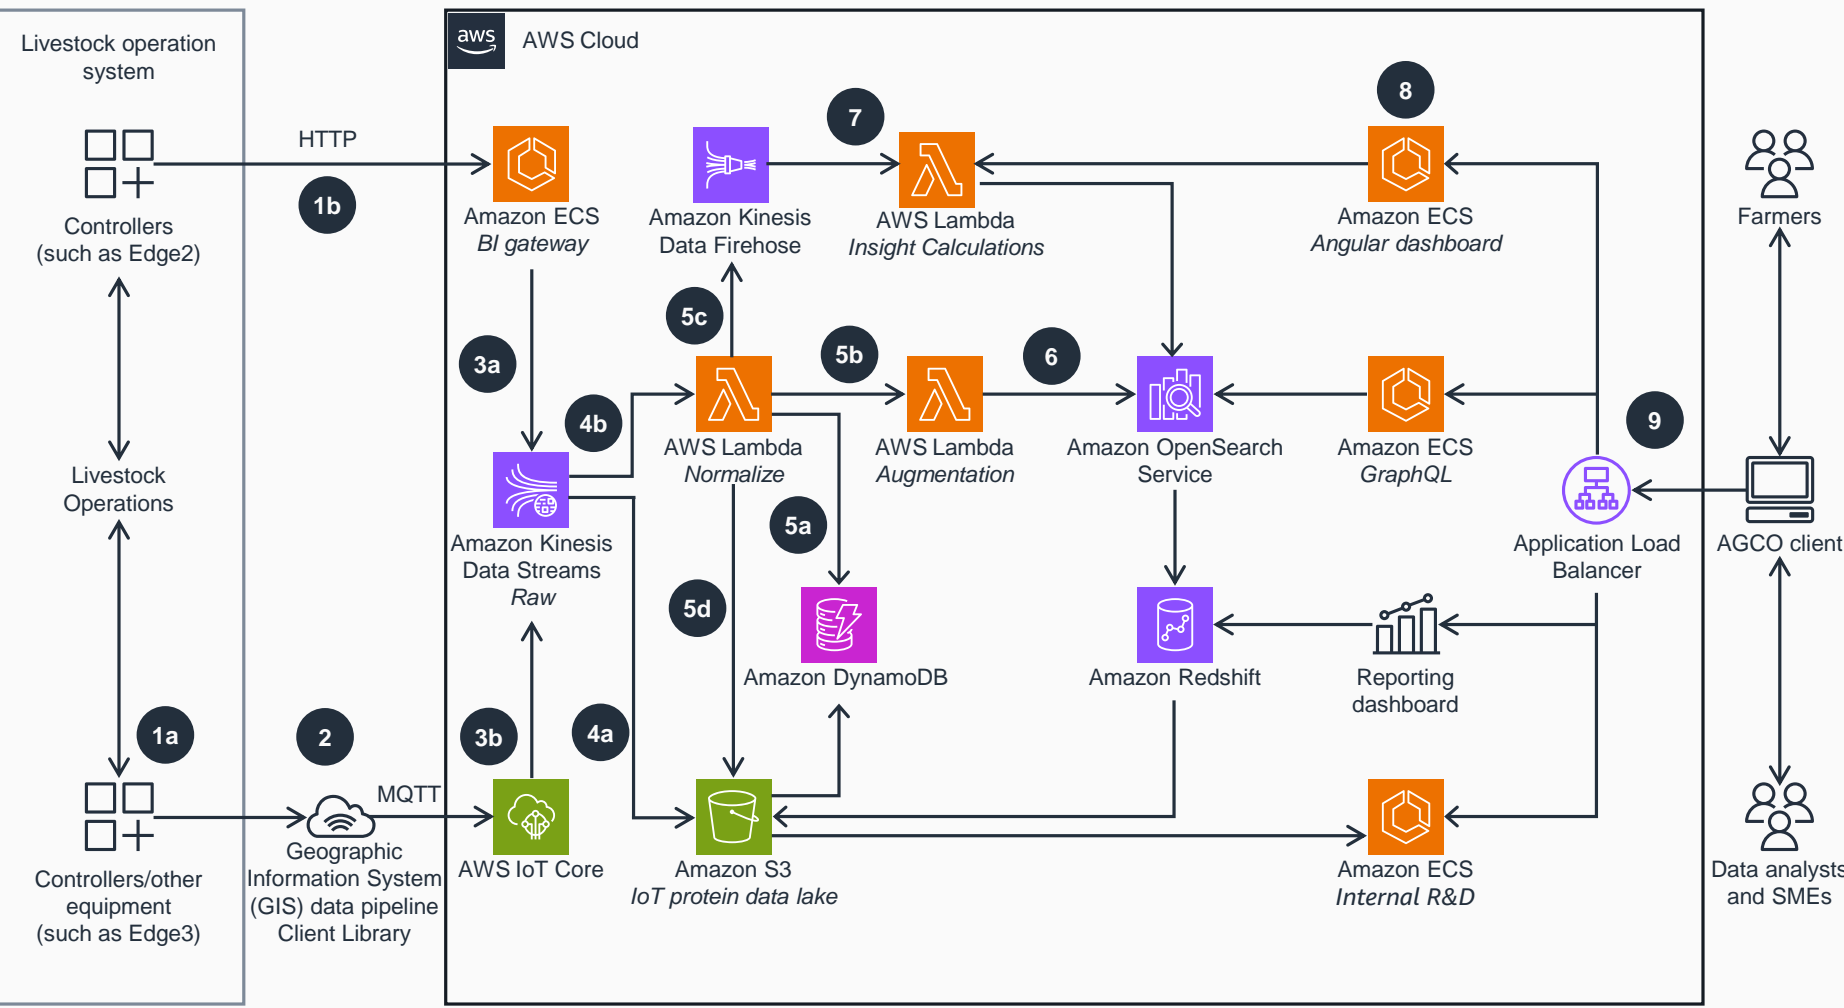 Livestock operation
system
aws
AWS Cloud
HTTP
1b
Controllers
(such as Edge2)
Amazon ECS
BI gateway
Amazon Kinesis
Data Firehose
7
AWS Lambda
Insight Calculations
8
Amazon ECS
Angular dashboard
Farmers
3a
5c
4b
5b
6
9
AWS Lambda
Normalize
AWS Lambda
Augmentation
Amazon OpenSearch
Service
Amazon ECS
GraphQL
Livestock
Operations
Amazon Kinesis
Data Streams
Raw
5a
5d
Application Load
Balancer
AGCO client
Amazon DynamoDB
Amazon Redshift
Reporting
dashboard
1a
2
MQTT
3b
4a
Controllers/other
equipment
(such as Edge3)
Geographic
Information System
(GIS) data pipeline
Client Library
AWS IoT Core
Amazon S3
IoT protein data lake
Amazon ECS
Internal R&D
Data analysts
and SMEs